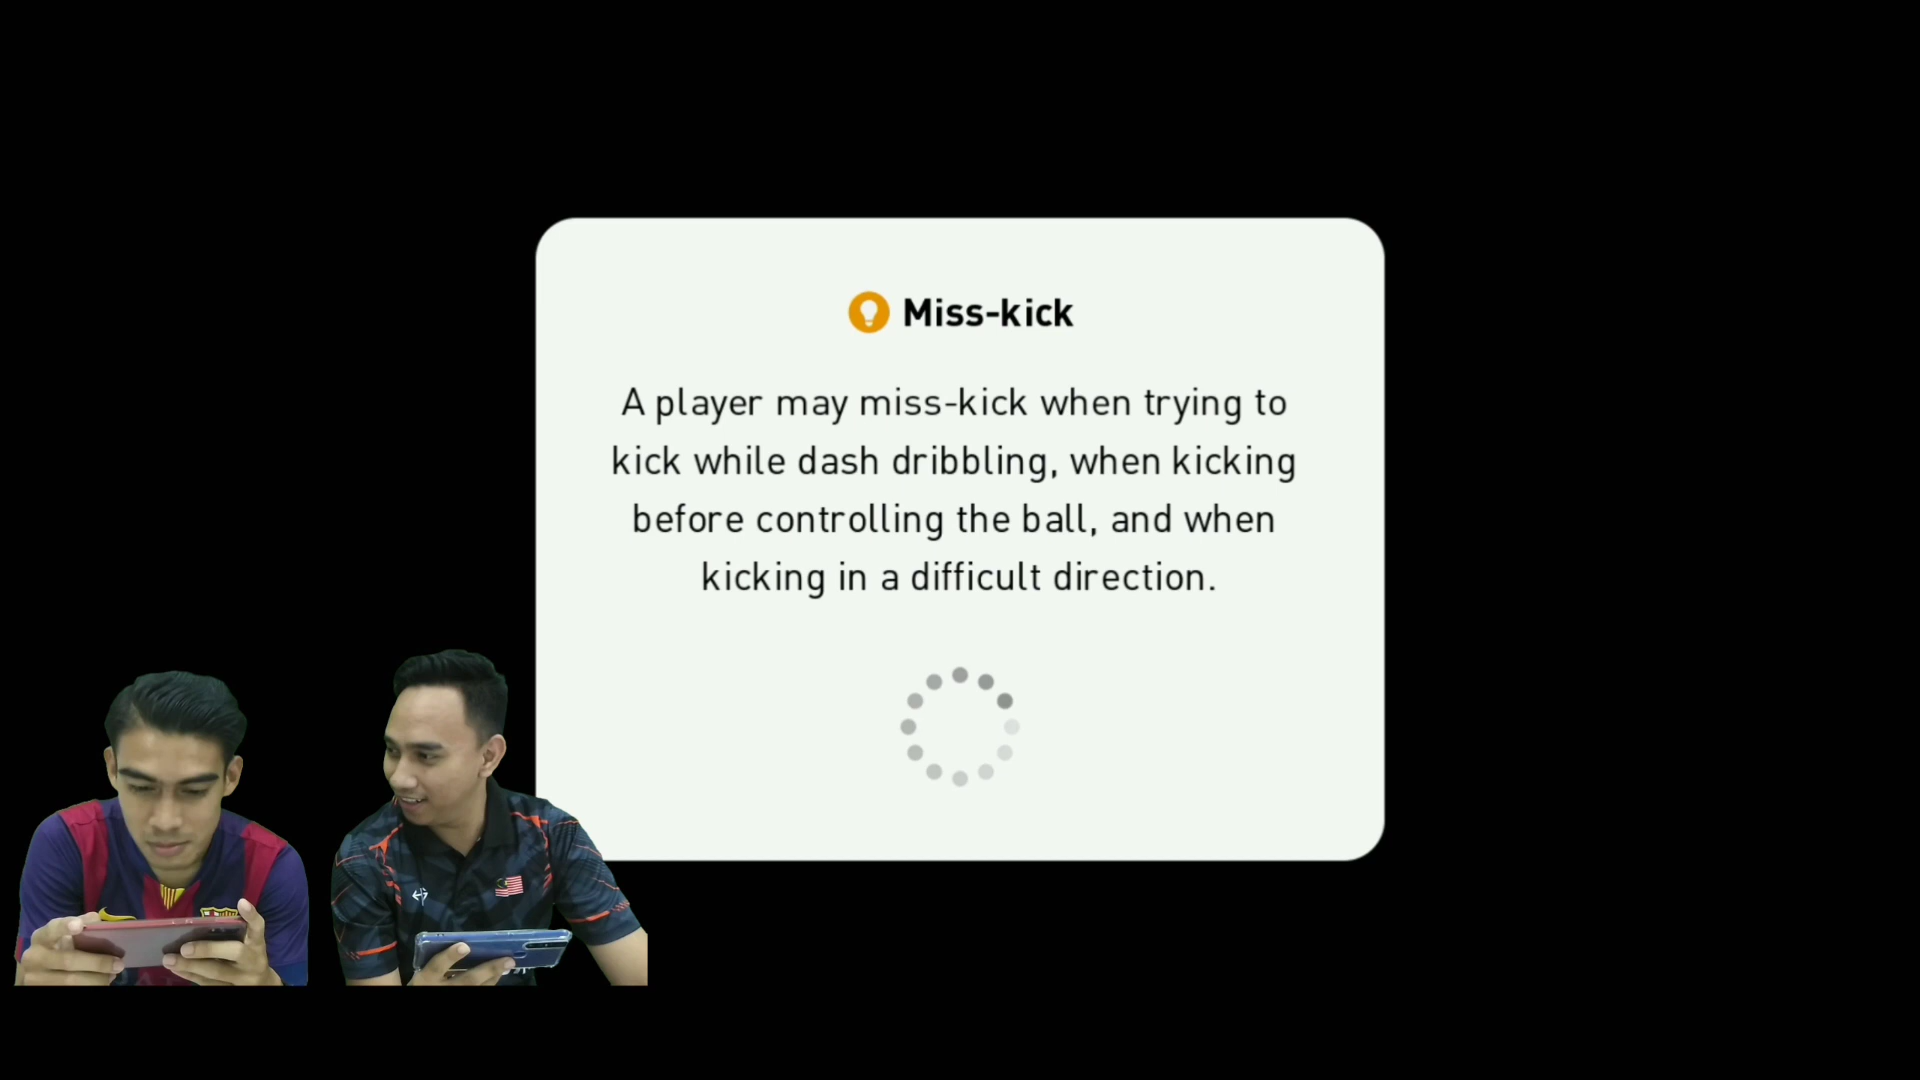 Miss-kick
A player may miss-kick when trying to
kick while dash dribbling, when kicking
before controlling the ball, and when
kicking in a difficult direction.